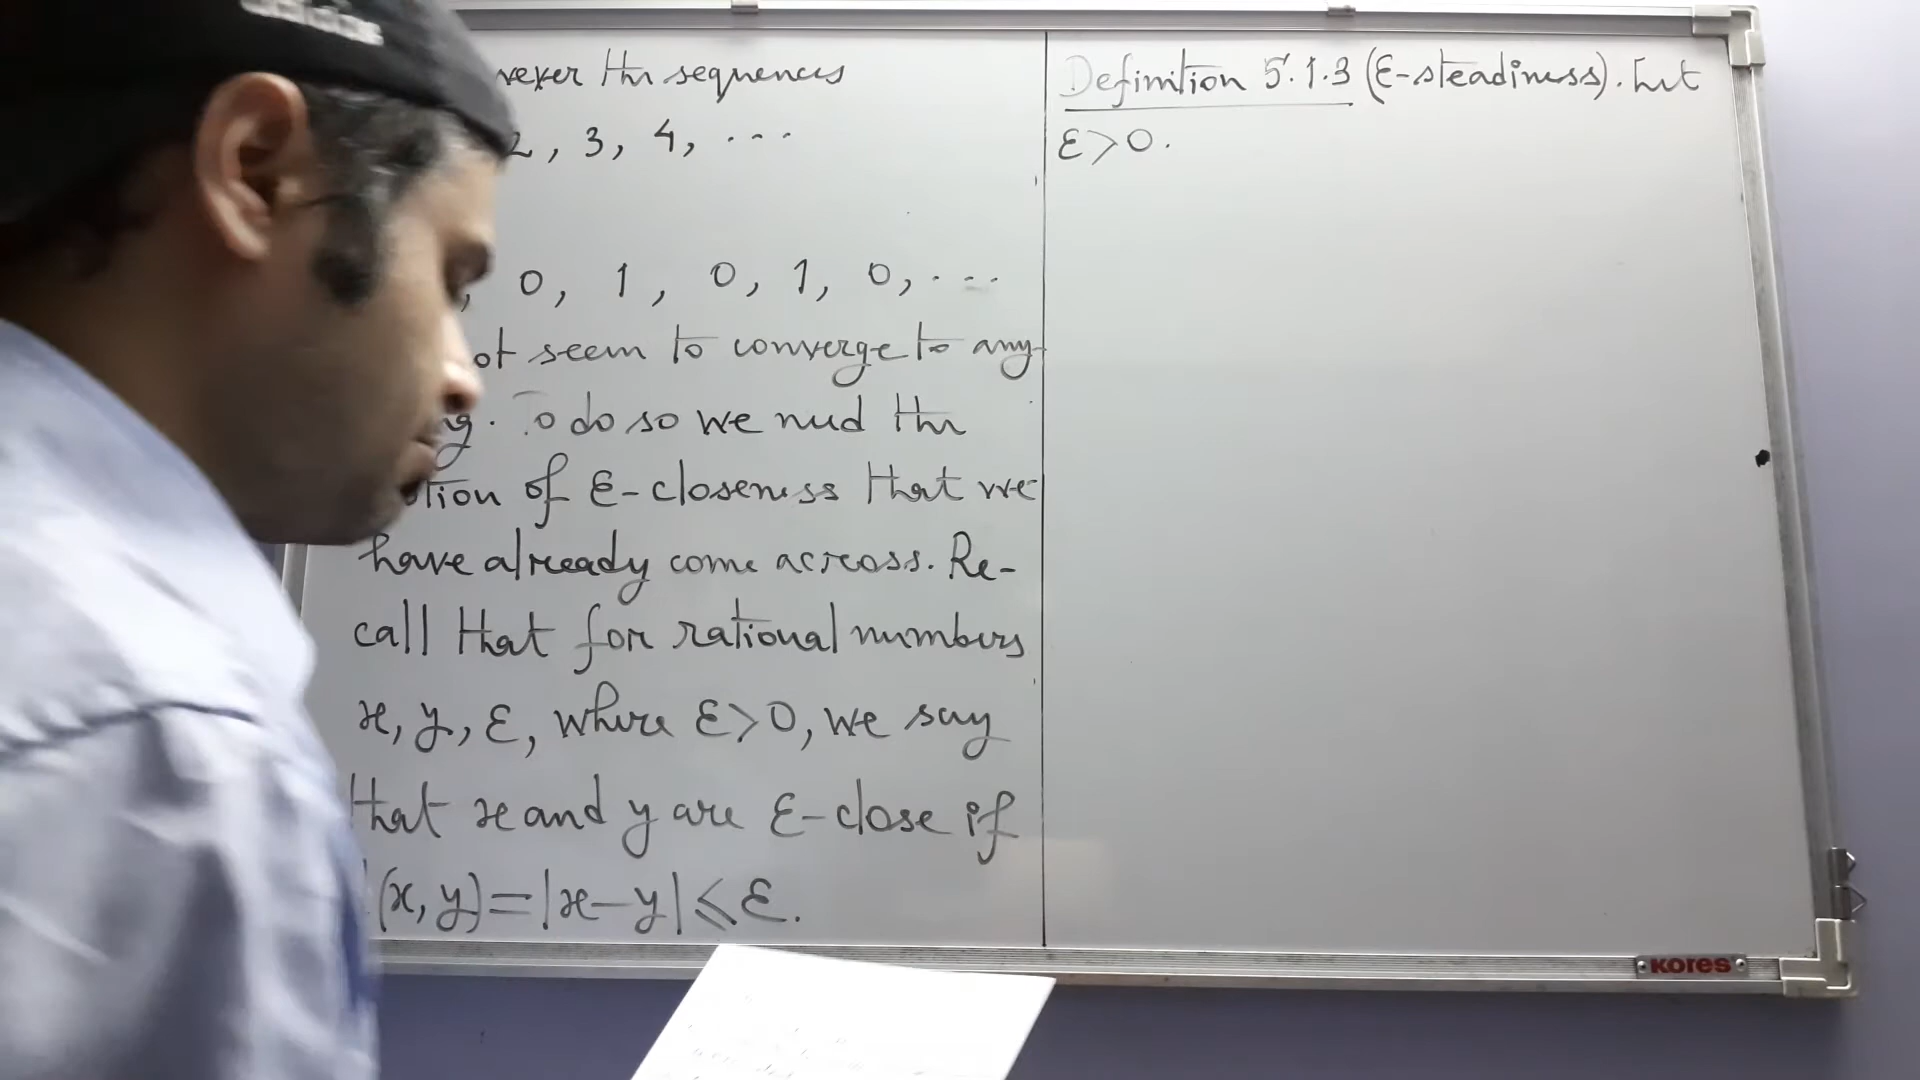 the sequences
2, 3, 4, ...
0, 1, 0, 1, 0, ...
ot seem to converge to any-
g. To do so we need the
otion of ε-closeness that we
have already come across. Re-
call that for rational numbers
x, y, ε, where ε>0, we say
that x and y are ε-close if
(x, y) = |x-y| ≤ ε.
Definition 5.1.3 (ε-steadiness). Let
ε>0.
KORES